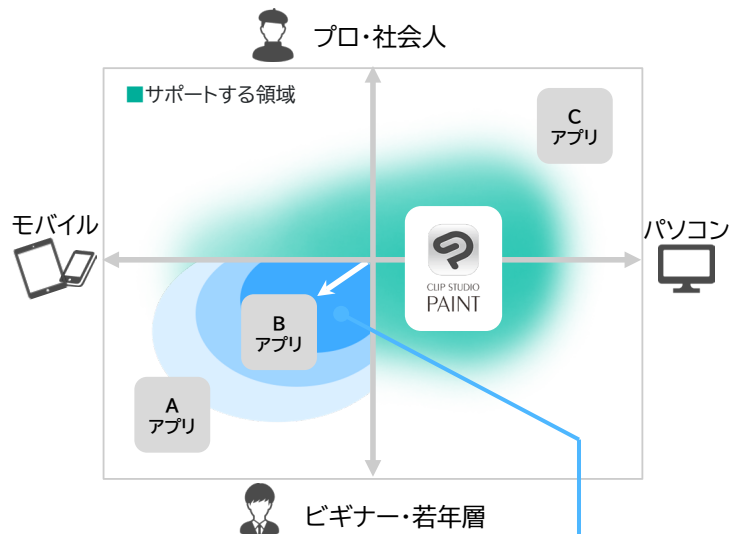 プロ・社会人
■サポートする領域
C
アプリ
モバイル
パソコン
CLIP STUDIO
PAINT
B
アプリ
A
アプリ
ビギナー・若年層